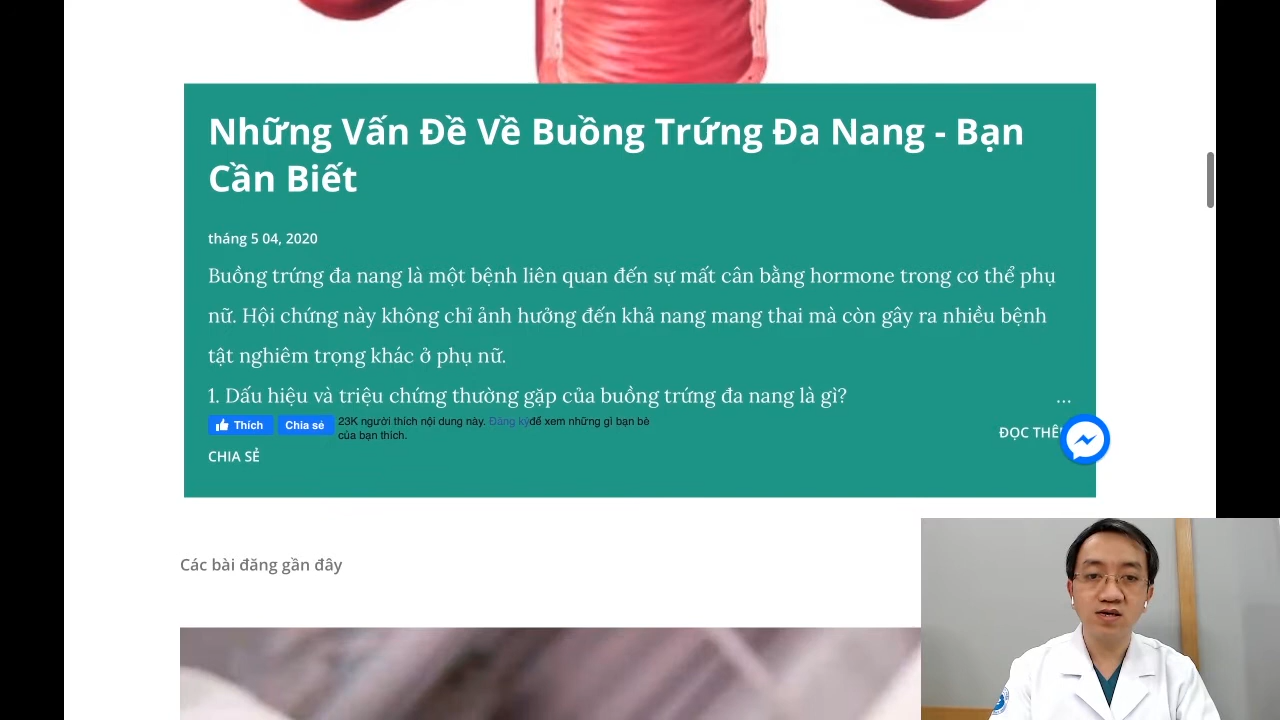 Những Vấn Đề Về Buồng Trứng Đa Nang - Bạn
Cần Biết
tháng 5 04, 2020
Buồng trứng đa nang là một bệnh liên quan đến sự mất cân bằng hormone trong cơ thể phụ
nữ. Hội chứng này không chỉ ảnh hưởng đến khả nang mang thai mà còn gây ra nhiều bệnh
tật nghiêm trọng khác ở phụ nữ.
1. Dấu hiệu và triệu chứng thường gặp của buồng trứng đa nang là gì? ...
Thích Chia sẻ 23K người thích nội dung này. Đăng ký để xem những gì bạn bè
của bạn thích.
ĐỌC THÊ
CHIA SẺ
Các bài đăng gần đây